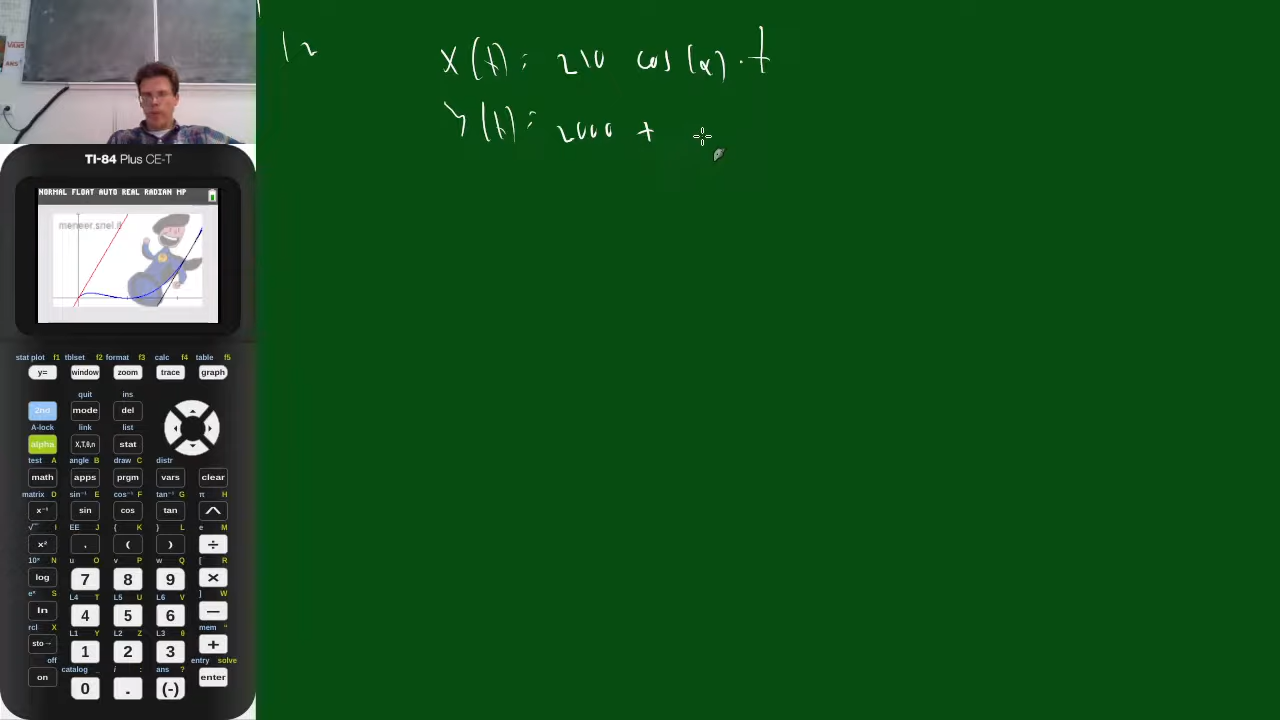 12
x(t) = 210 cos(α) · t
y(t) = 2000 +
VANS
TI-84 Plus CE-T
NORMAL FLOAT AUTO REAL RADIAN MP
meneer.snel.it
stat plot f1 tblset f2 format f3 calc f4 table f5
y= window zoom trace graph
quit ins
2nd mode del
A-lock link list
alpha X,T,θ,n stat
test A angle B draw C distr
math apps prgm vars clear
matrix D sin⁻¹ E cos⁻¹ F tan⁻¹ G π H
x⁻¹ sin cos tan ^
√ I EE J { K } L e M
x² , ( ) ÷
10ˣ N u O v P w Q [ R
log 7 8 9 ×
eˣ S L4 T L5 U L6 V ] W
ln 4 5 6 −
rcl X L1 Y L2 Z L3 θ mem "
sto→ 1 2 3 +
off catalog _ i : ans ? entry solve
on 0 . (-) enter